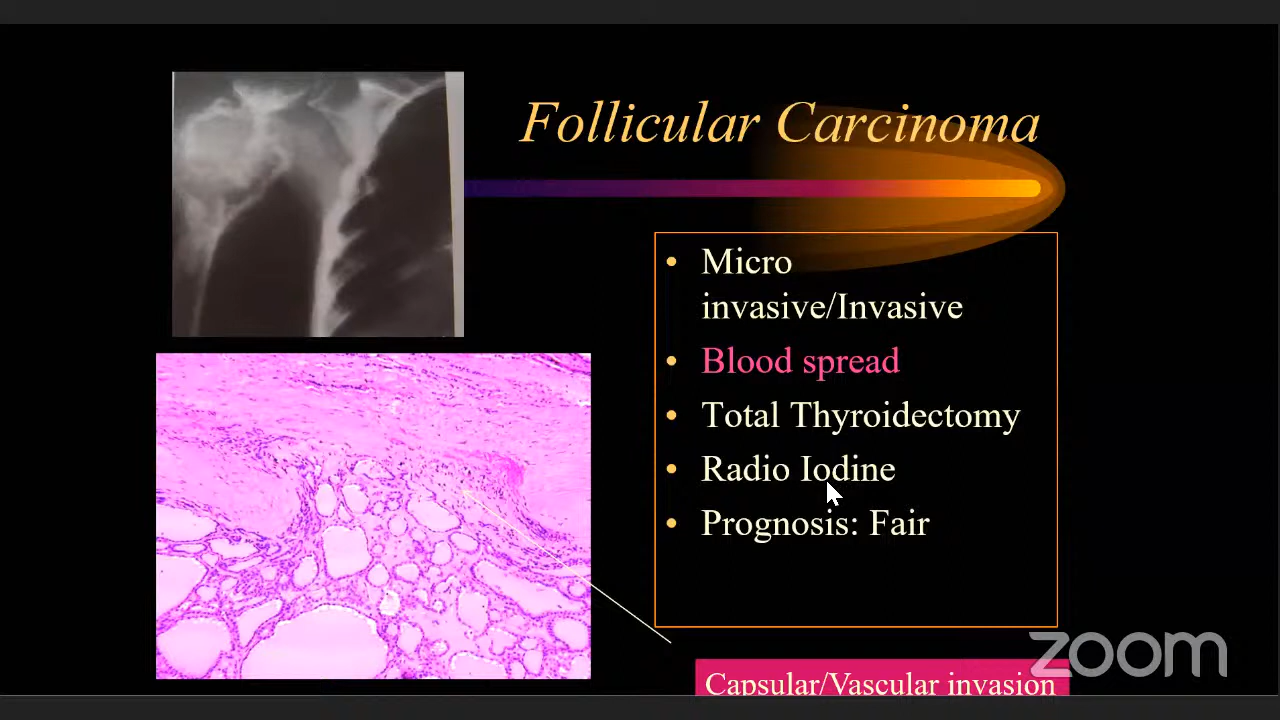 Follicular Carcinoma
• Micro
invasive/Invasive
• Blood spread
• Total Thyroidectomy
• Radio Iodine
• Prognosis: Fair
zoom
Capsular/Vascular invasion